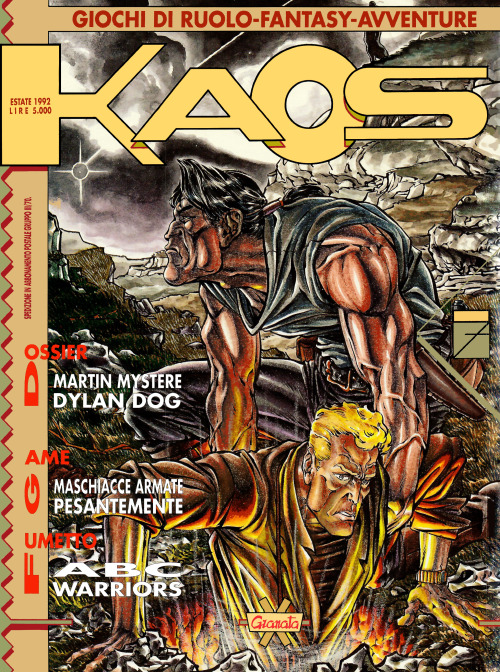 GIOCHI DI RUOLO-FANTASY-AVVENTURE
KAOS
ESTATE 1992
LIRE 5.000
SPEDIZIONE IN ABBONAMENTO POSTALE GRUPPO III/70.
7
DOSSIER
MARTIN MYSTERE
DYLAN DOG
GAME
MASCHIACCE ARMATE
PESANTEMENTE
FUMETTO
ABC
WARRIORS
Granata